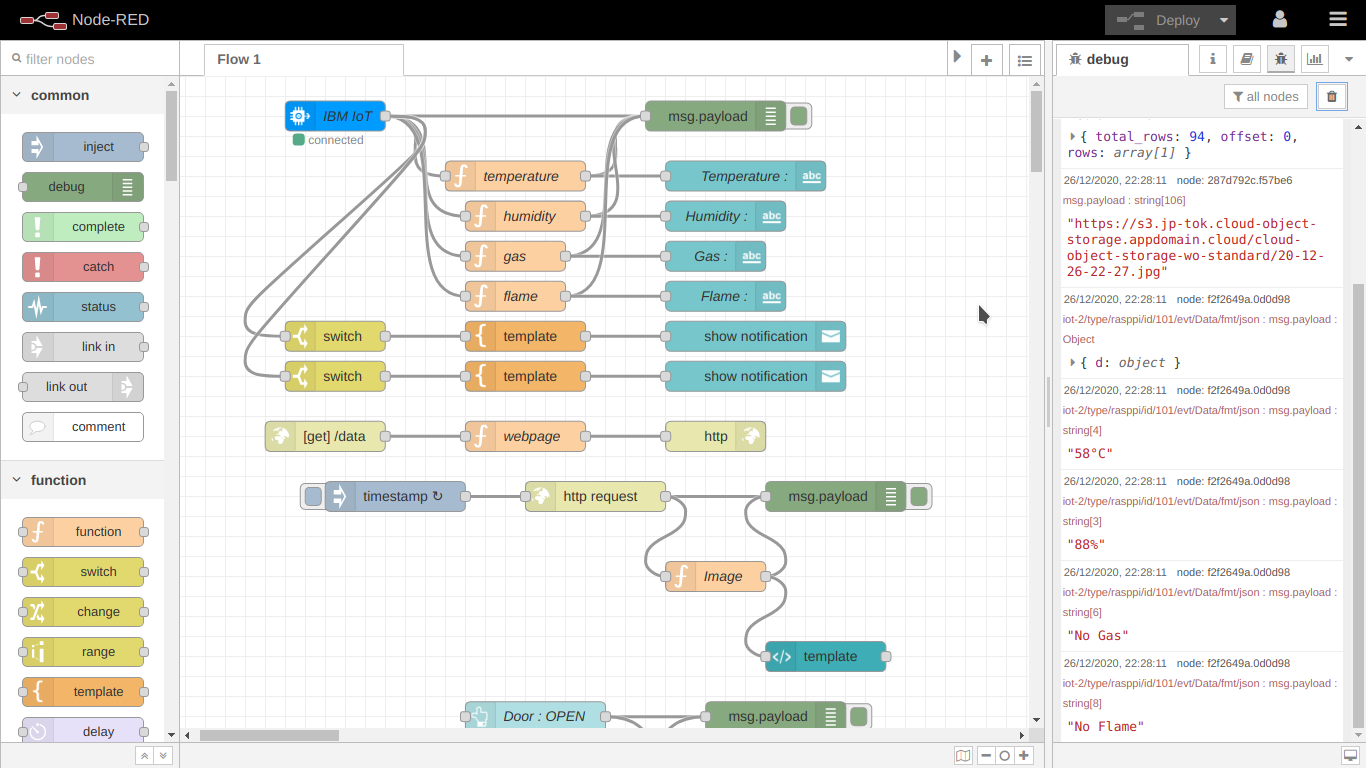 Node-RED
Deploy
filter nodes
Flow 1
debug
all nodes
common
inject
debug
complete
catch
status
link in
link out
comment
function
function
switch
change
range
template
delay
IBM IoT
connected
msg.payload
temperature
Temperature :
abc
humidity
Humidity :
abc
gas
Gas :
abc
flame
Flame :
abc
switch
template
show notification
switch
template
show notification
[get] /data
webpage
http
timestamp ↻
http request
msg.payload
Image
template
Door : OPEN
msg.payload
{ total_rows: 94, offset: 0,
rows: array[1] }
26/12/2020, 22:28:11 node: 287d792c.f57be6
msg.payload : string[106]
"https://s3.jp-tok.cloud-object-
storage.appdomain.cloud/cloud-
object-storage-wo-standard/20-12-
26-22-27.jpg"
26/12/2020, 22:28:11 node: f2f2649a.0d0d98
iot-2/type/rasppi/id/101/evt/Data/fmt/json : msg.payload :
Object
{ d: object }
26/12/2020, 22:28:11 node: f2f2649a.0d0d98
iot-2/type/rasppi/id/101/evt/Data/fmt/json : msg.payload :
string[4]
"58°C"
26/12/2020, 22:28:11 node: f2f2649a.0d0d98
iot-2/type/rasppi/id/101/evt/Data/fmt/json : msg.payload :
string[3]
"88%"
26/12/2020, 22:28:11 node: f2f2649a.0d0d98
iot-2/type/rasppi/id/101/evt/Data/fmt/json : msg.payload :
string[6]
"No Gas"
26/12/2020, 22:28:11 node: f2f2649a.0d0d98
iot-2/type/rasppi/id/101/evt/Data/fmt/json : msg.payload :
string[8]
"No Flame"